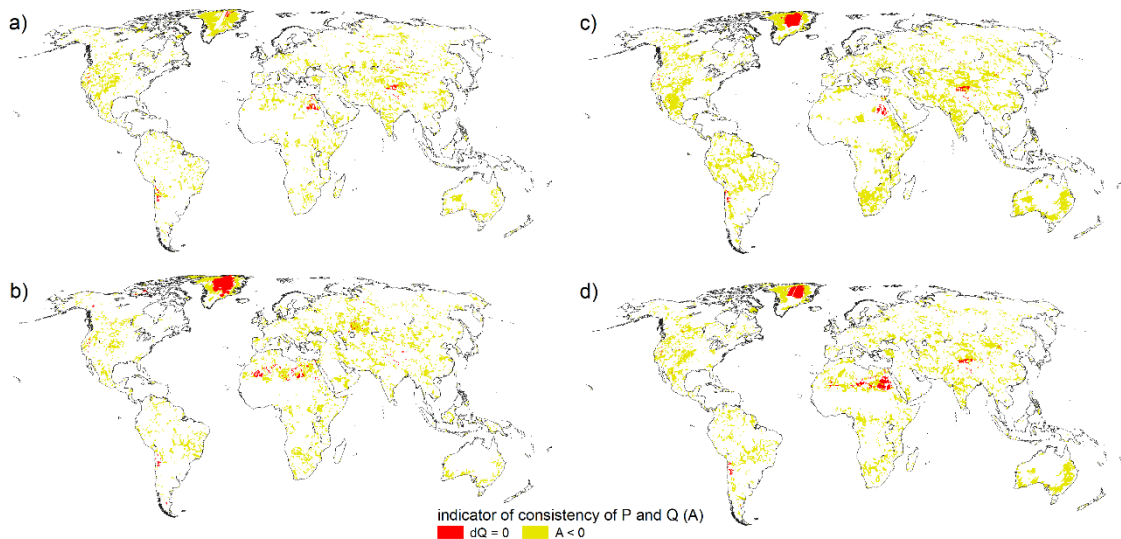 a)
c)
b)
d)
indicator of consistency of P and Q (A)
dQ = 0 A < 0